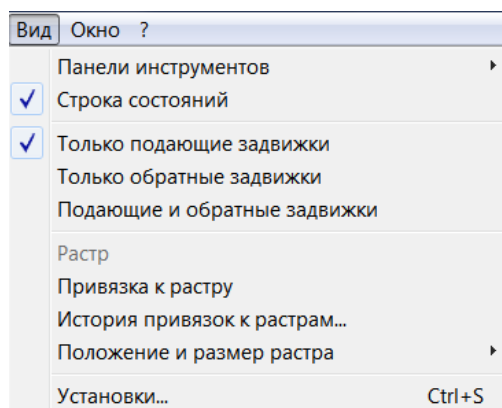 Вид Окно ?
Панели инструментов
Строка состояний
Только подающие задвижки
Только обратные задвижки
Подающие и обратные задвижки
Растр
Привязка к растру
История привязок к растрам...
Положение и размер растра
Установки... Ctrl+S